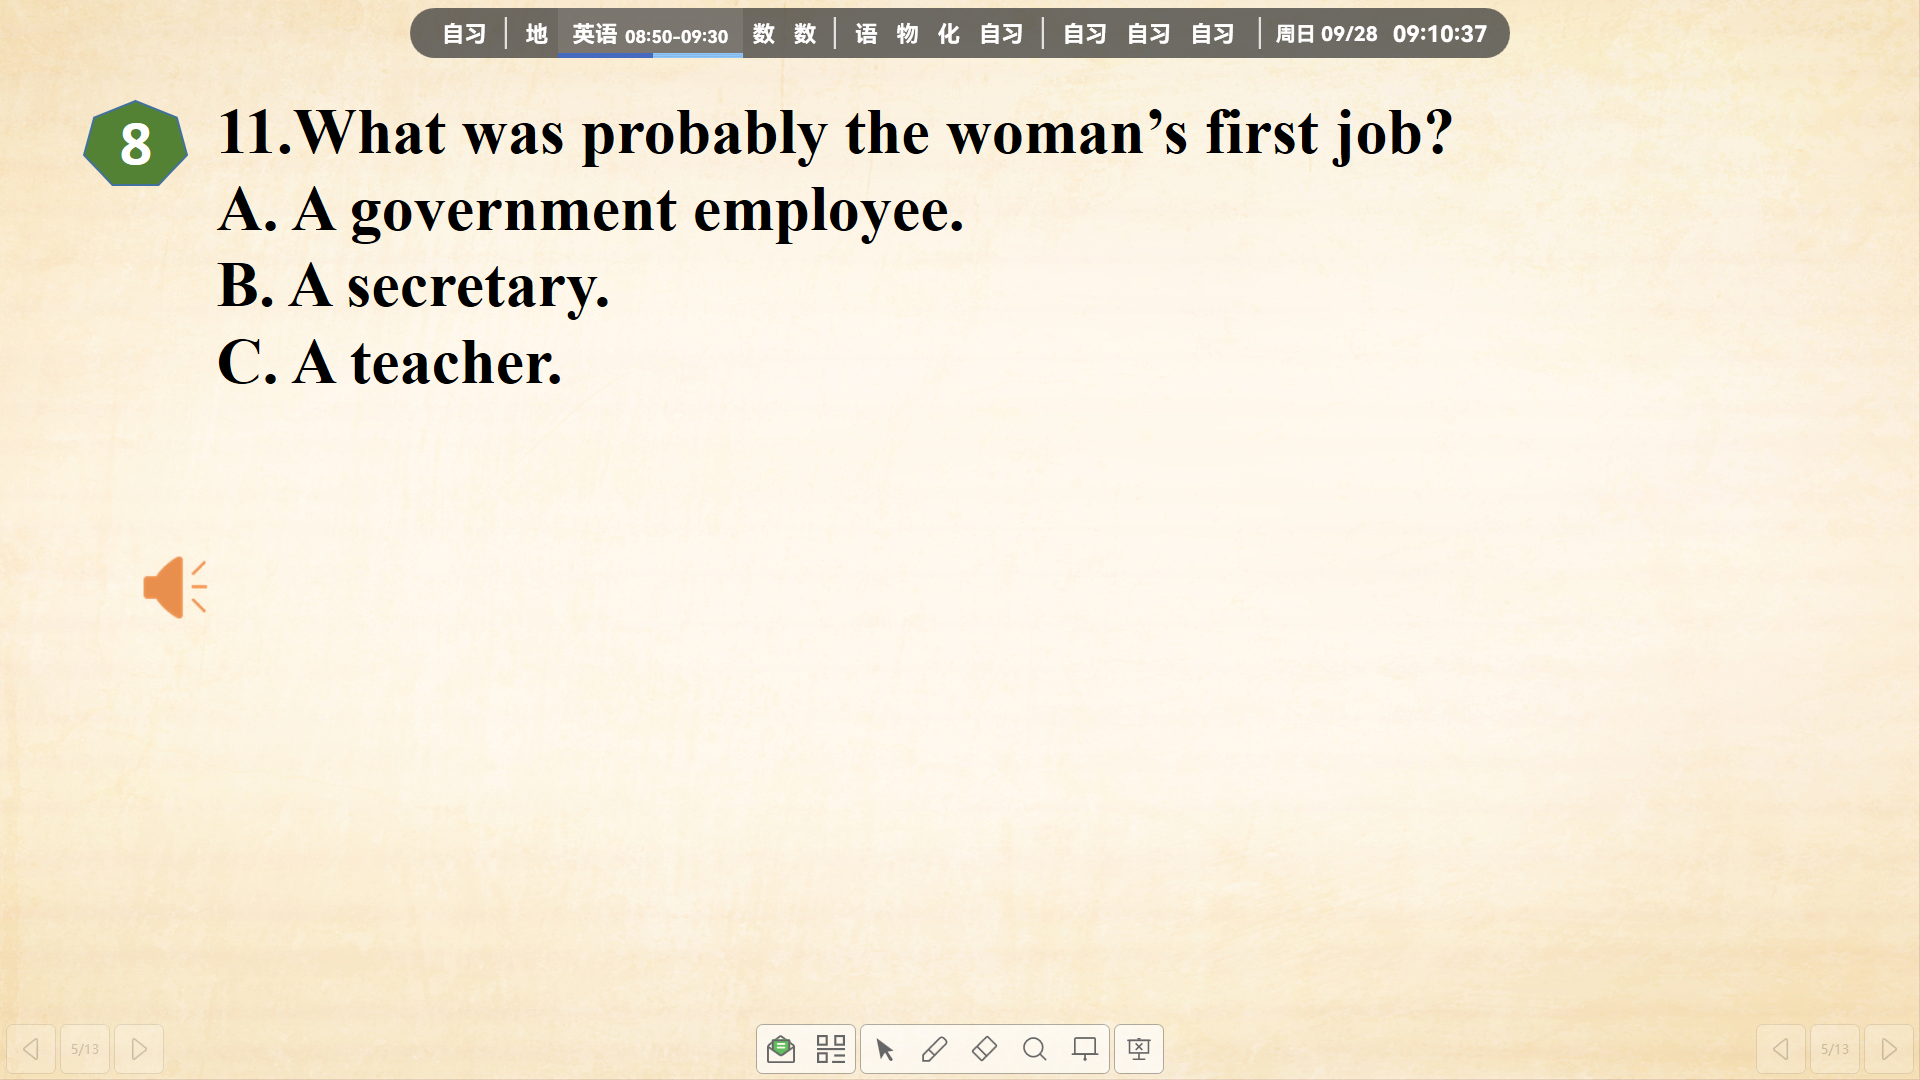 自习 地 英语 08:50-09:30 数 数 语 物 化 自习 自习 自习 自习 周日 09/28 09:10:37
8
11.What was probably the woman’s first job?
A. A government employee.
B. A secretary.
C. A teacher.
5/13
5/13